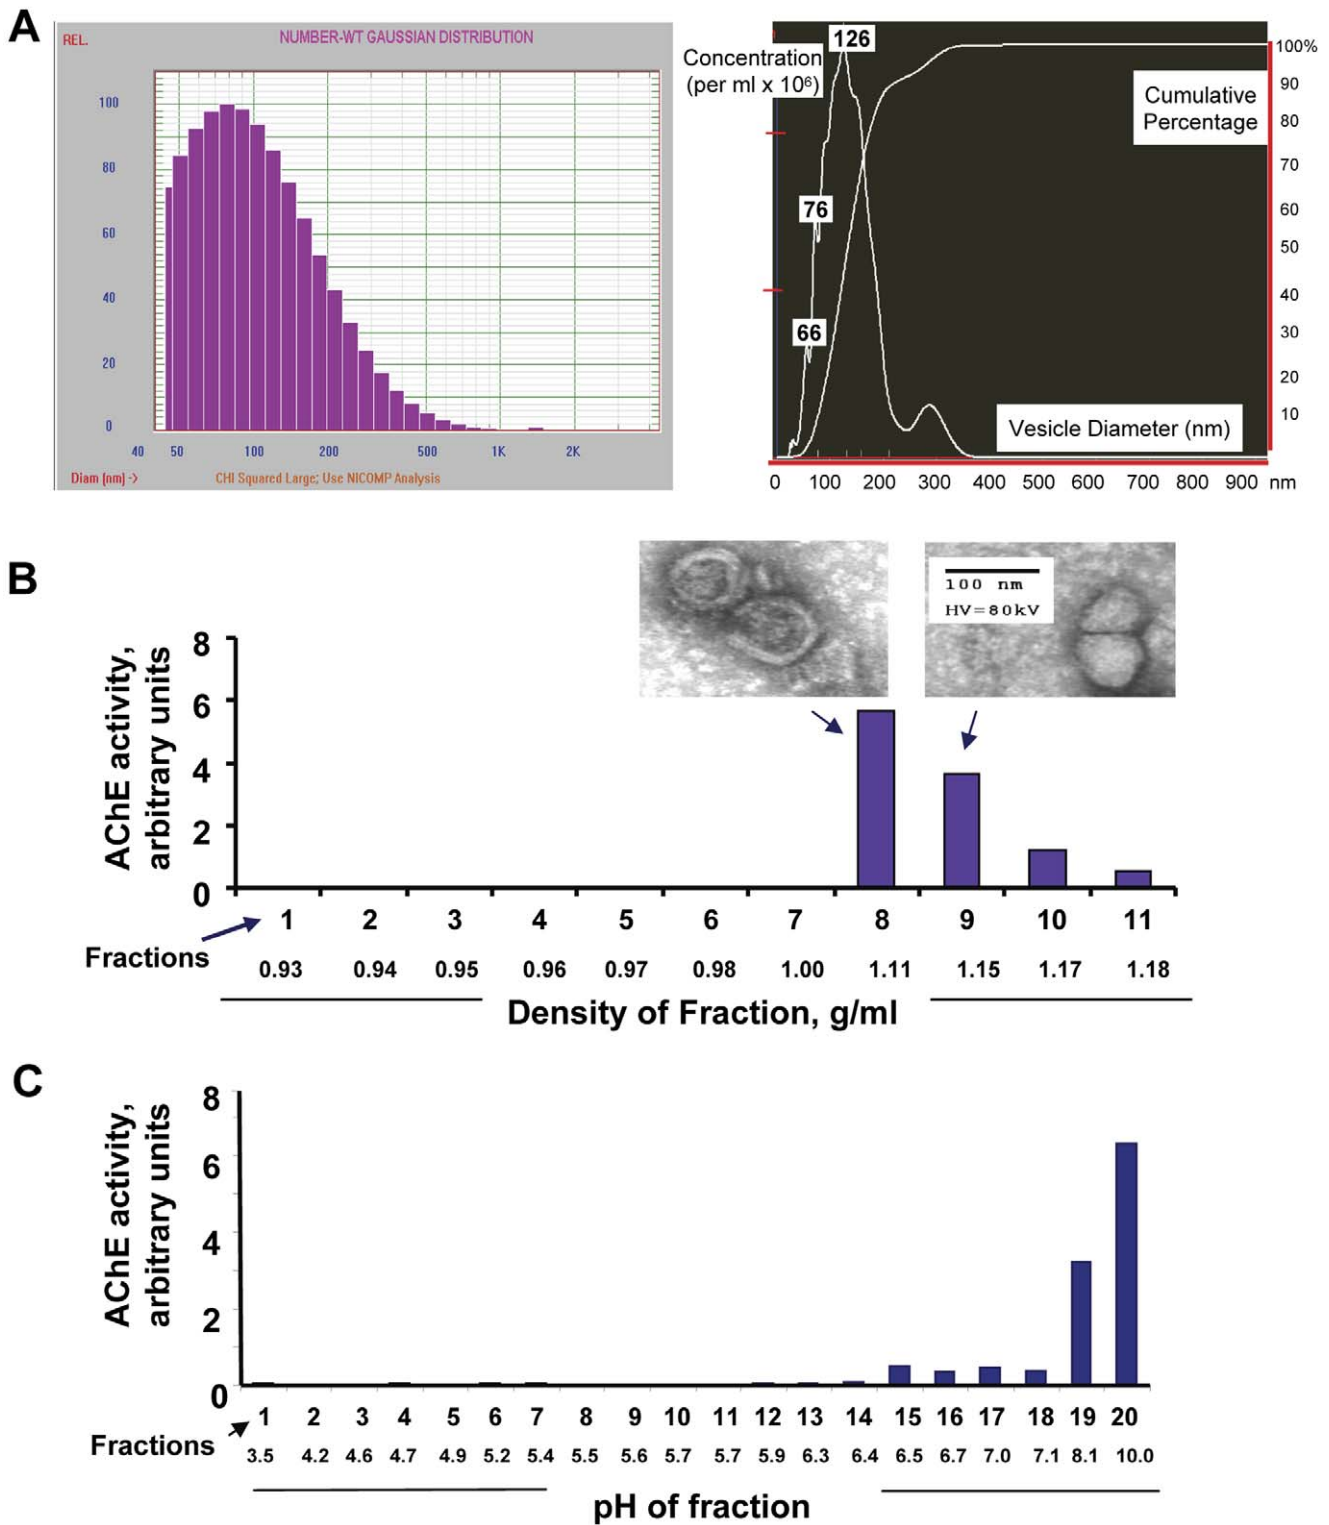 A
REL.
NUMBER-WT GAUSSIAN DISTRIBUTION
100
80
60
40
20
0
40 50 100 200 500 1K 2K
Diam (nm) ->
CHI Squared Large; Use NICOMP Analysis
Concentration
(per ml x 10⁶)
126
76
66
100%
90
80
70
60
50
40
30
20
10
Cumulative
Percentage
Vesicle Diameter (nm)
0 100 200 300 400 500 600 700 800 900 nm
B
100 nm
HV=80kV
AChE activity,
arbitrary units
8
6
4
2
0
1 2 3 4 5 6 7 8 9 10 11
Fractions
0.93 0.94 0.95 0.96 0.97 0.98 1.00 1.11 1.15 1.17 1.18
Density of Fraction, g/ml
C
AChE activity,
arbitrary units
8
6
4
2
0
1 2 3 4 5 6 7 8 9 10 11 12 13 14 15 16 17 18 19 20
Fractions
3.5 4.2 4.6 4.7 4.9 5.2 5.4 5.5 5.6 5.7 5.7 5.9 6.3 6.4 6.5 6.7 7.0 7.1 8.1 10.0
pH of fraction